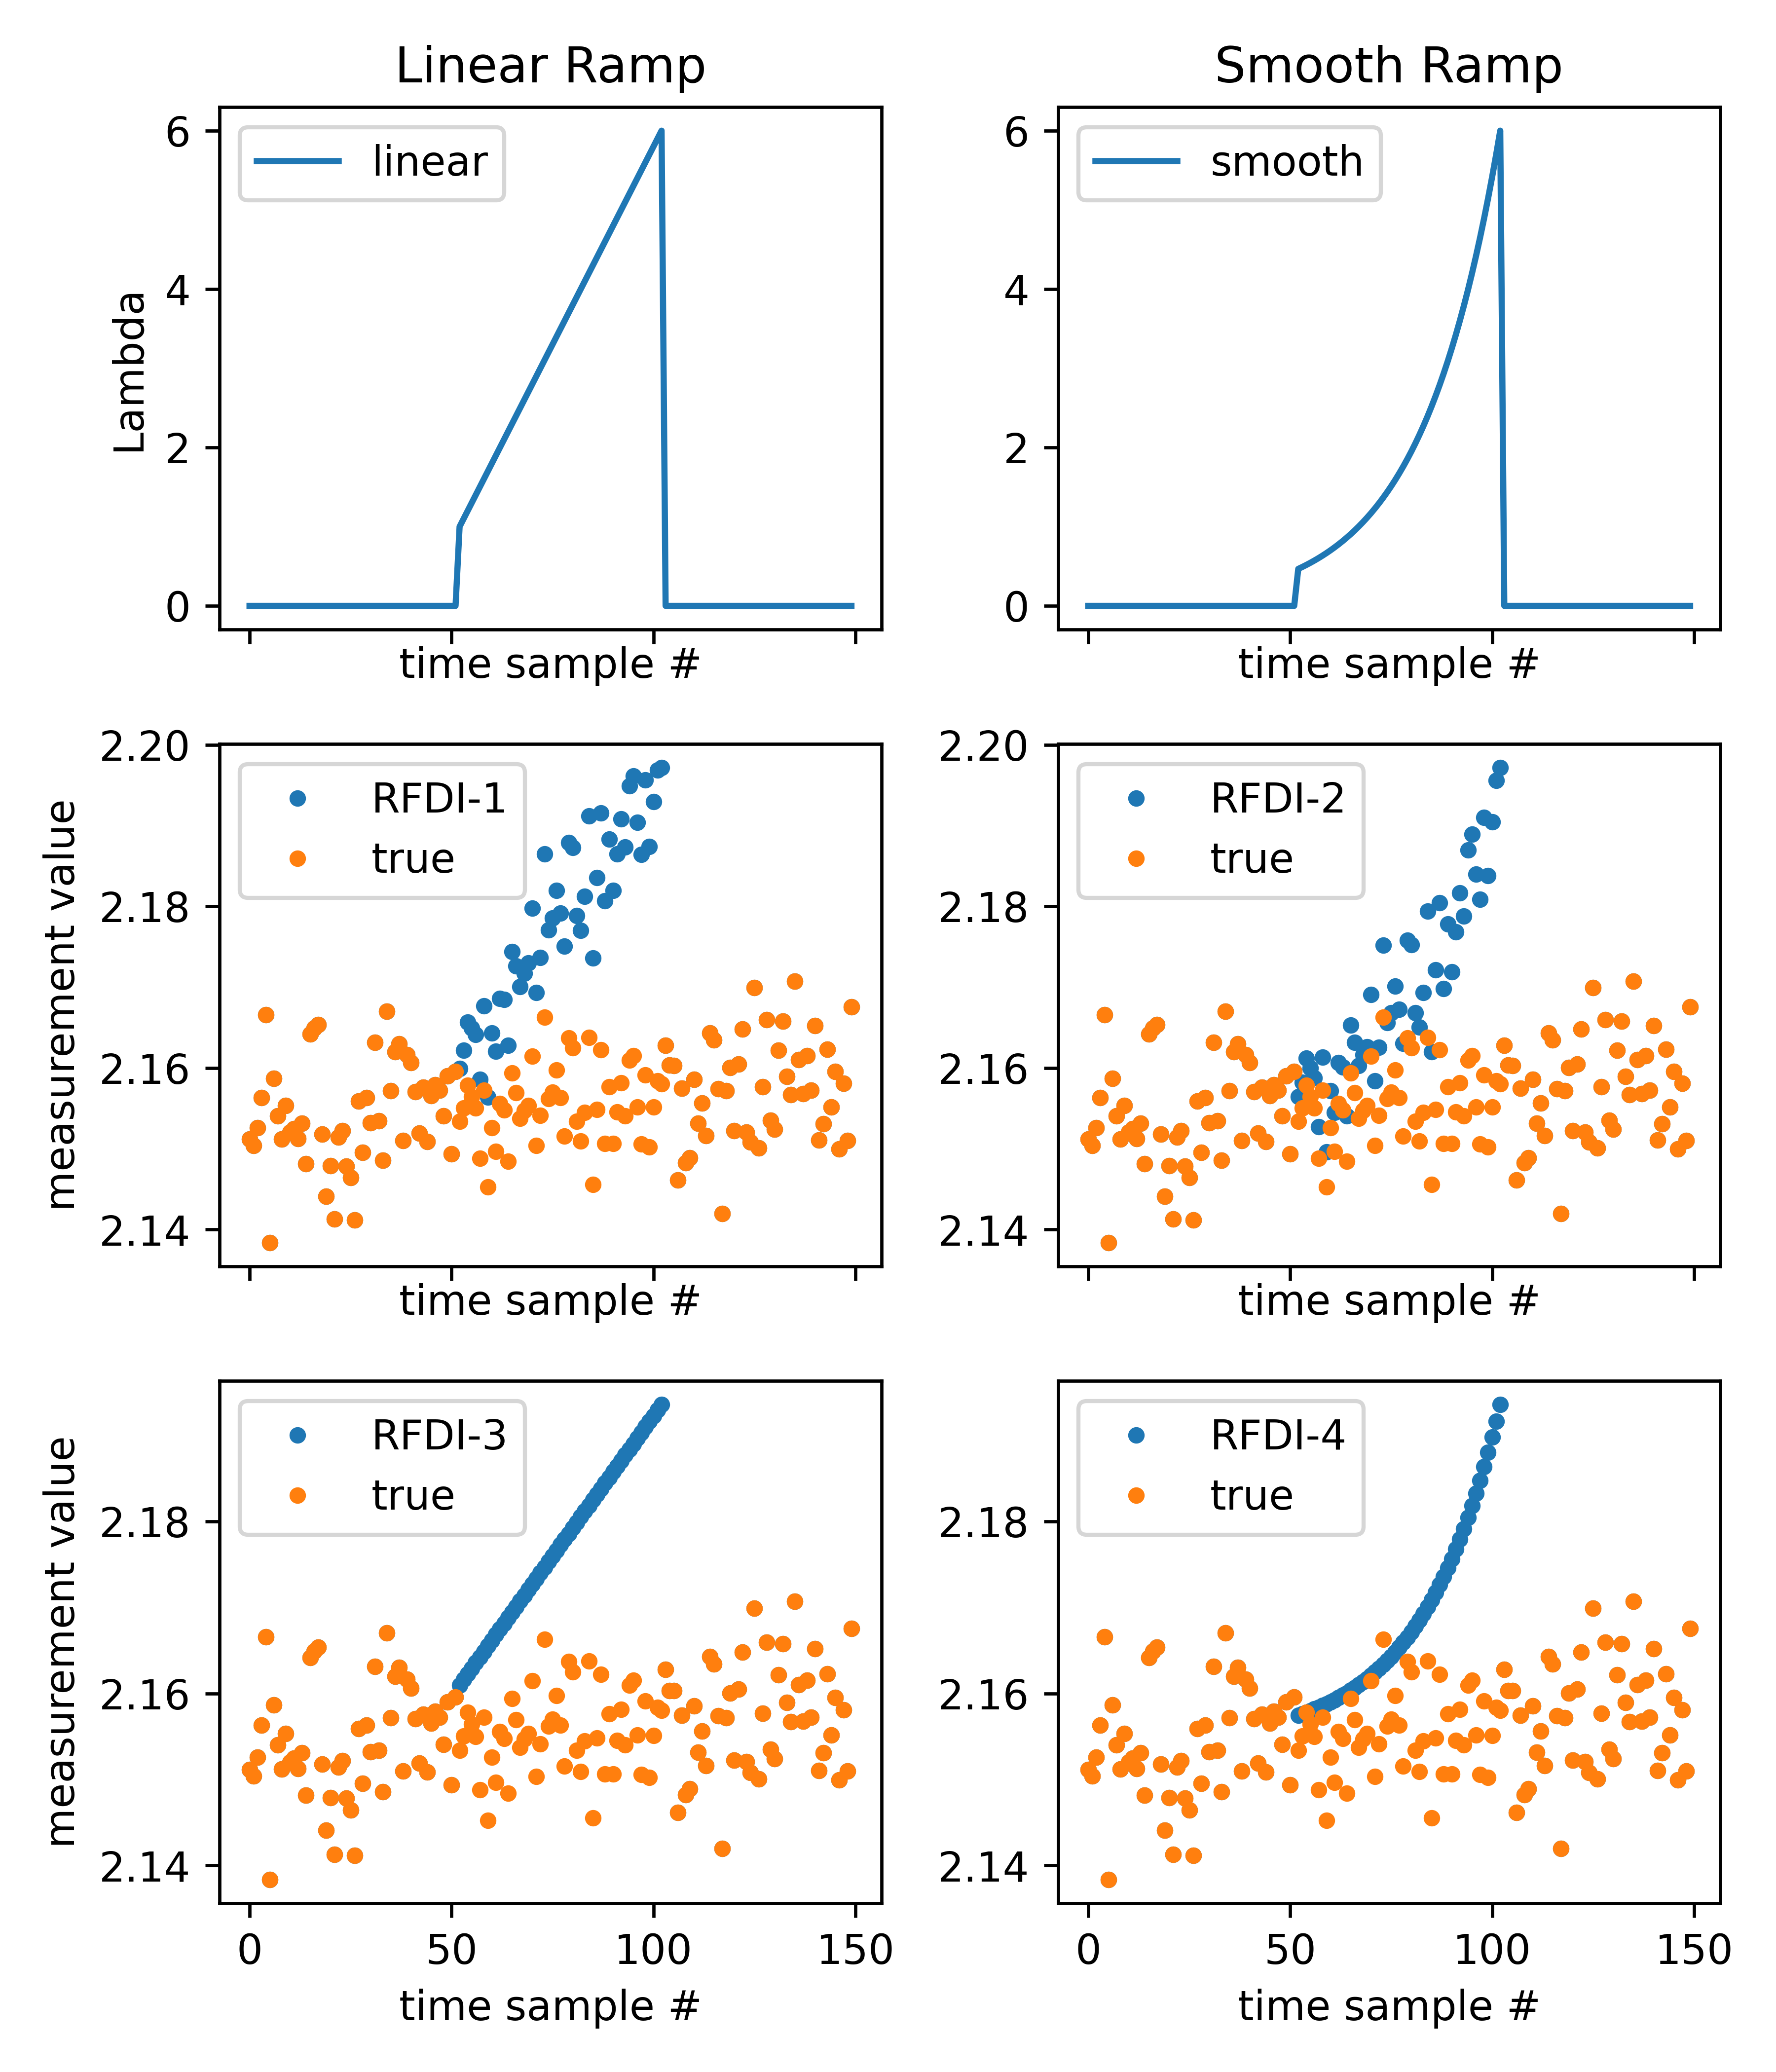 Linear Ramp
Smooth Ramp
6
4
2
0
Lambda
linear
time sample #
6
4
2
0
smooth
time sample #
2.20
2.18
2.16
2.14
measurement value
RFDI-1
true
time sample #
2.20
2.18
2.16
2.14
RFDI-2
true
time sample #
2.18
2.16
2.14
measurement value
RFDI-3
true
0 50 100 150
time sample #
2.18
2.16
2.14
RFDI-4
true
0 50 100 150
time sample #